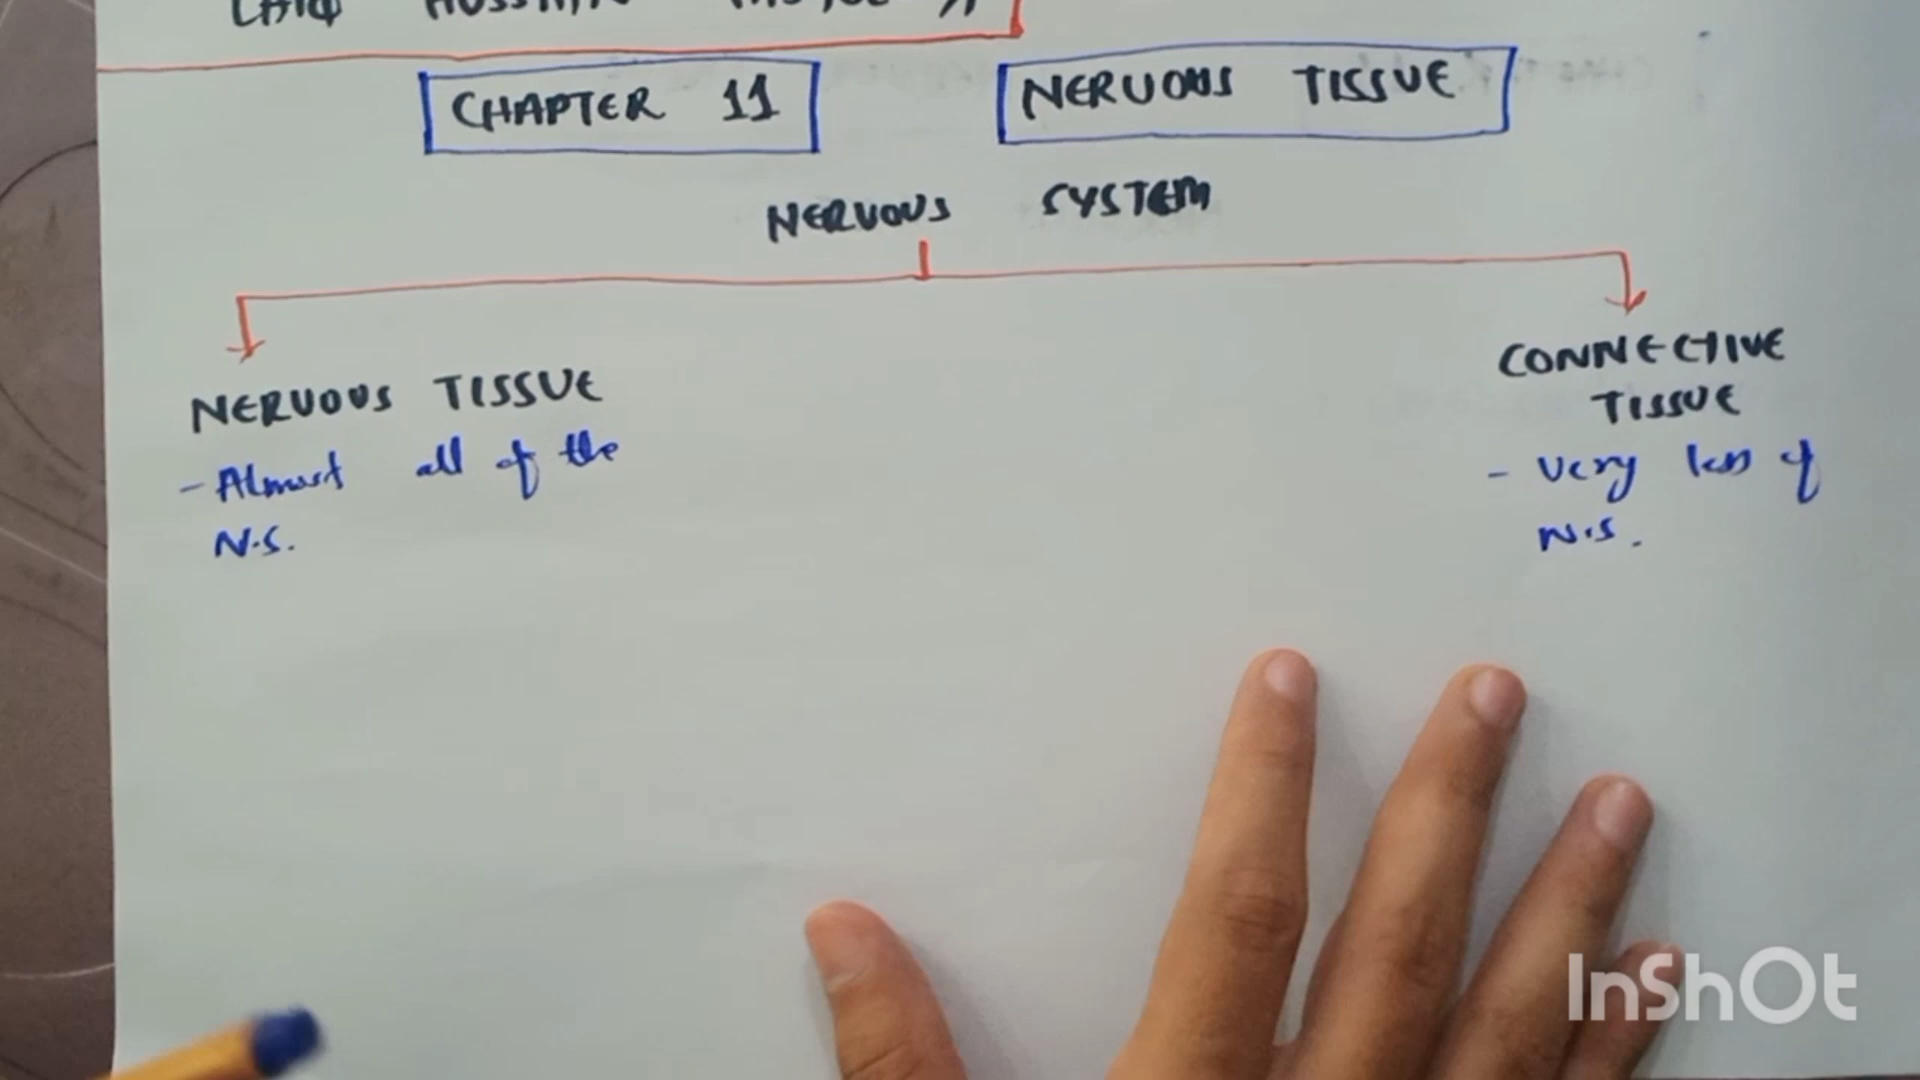 CHAPTER 11
NERVOUS TISSUE
NERVOUS SYSTEM
NERVOUS TISSUE
- Almost all of the
N.S.
CONNECTIVE
TISSUE
- Very less of
N.S.
InShOt